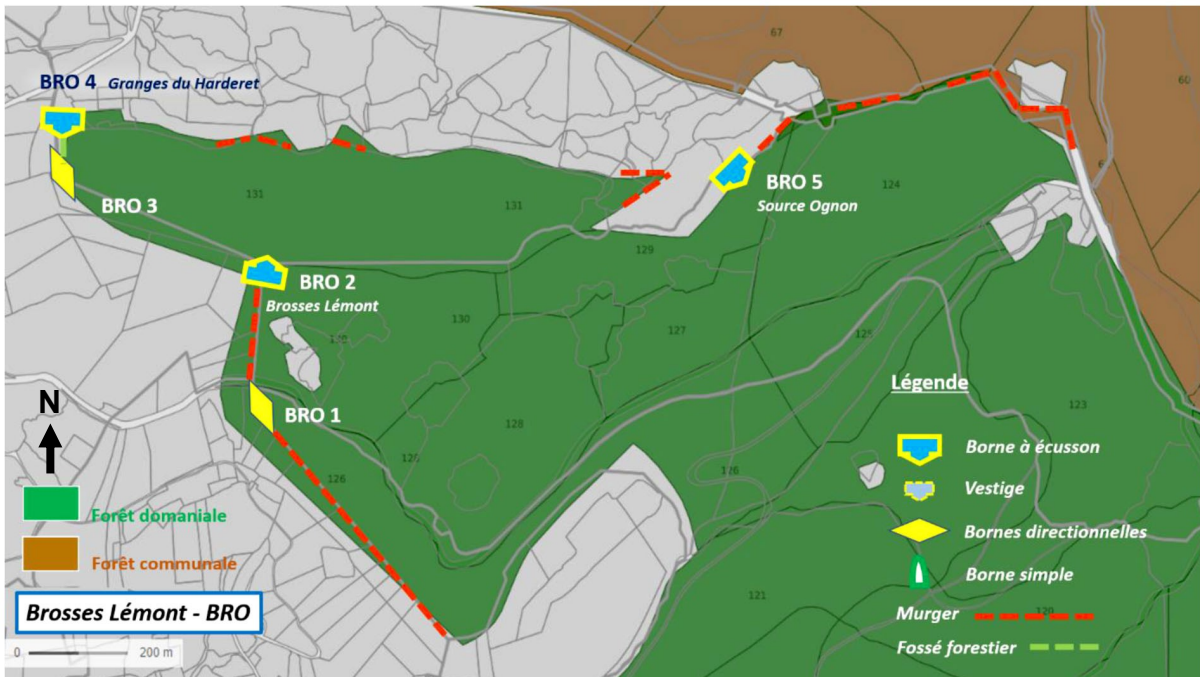 67
60
BRO 4 Granges du Harderet
131
131
BRO 3
BRO 5
Source Ognon
124
129
BRO 2
Brosses Lémont
130
127
125
Légende
N
BRO 1
128
123
126
126
Borne à écusson
Vestige
Bornes directionnelles
Borne simple
Murger
Fossé forestier
Forêt domaniale
Forêt communale
121
Brosses Lémont - BRO
0
200 m